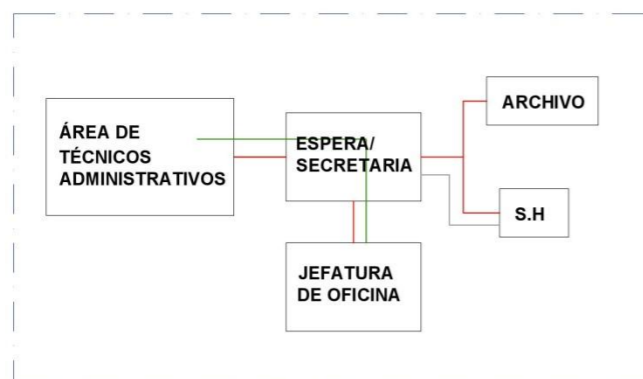 ÁREA DE
TÉCNICOS
ADMINISTRATIVOS
ESPERA/
SECRETARIA
ARCHIVO
S.H
JEFATURA
DE OFICINA